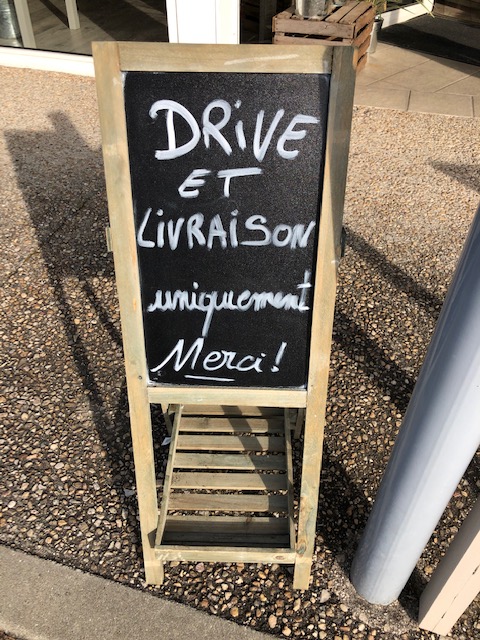 DRiVE
ET
LiVRAiSON
uniquement
Merci!